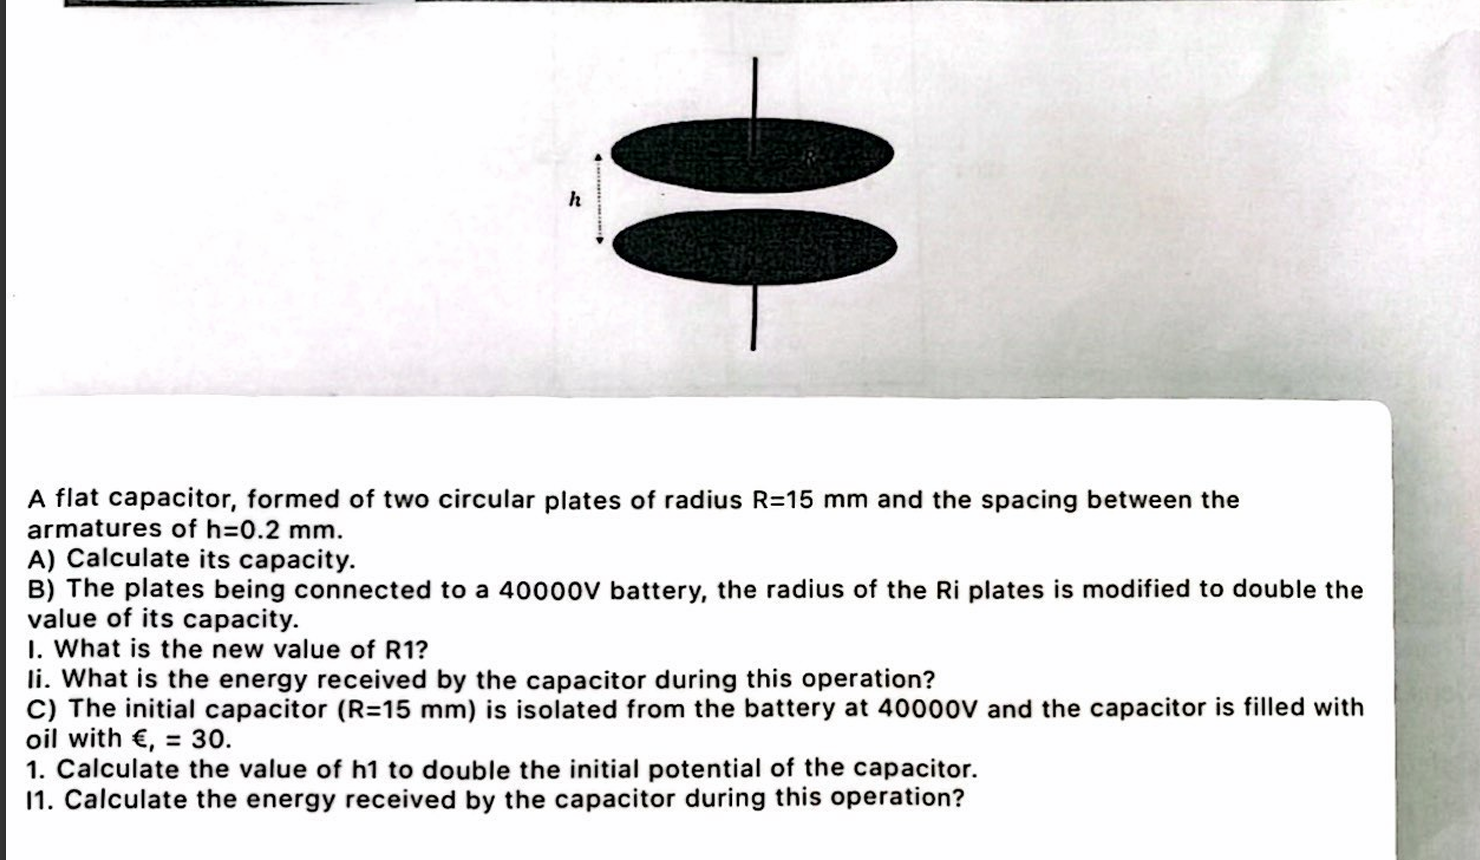 R
h
A flat capacitor, formed of two circular plates of radius R=15 mm and the spacing between the
armatures of h=0.2 mm.
A) Calculate its capacity.
B) The plates being connected to a 40000V battery, the radius of the Ri plates is modified to double the
value of its capacity.
I. What is the new value of R1?
Ii. What is the energy received by the capacitor during this operation?
C) The initial capacitor (R=15 mm) is isolated from the battery at 40000V and the capacitor is filled with
oil with €, = 30.
1. Calculate the value of h1 to double the initial potential of the capacitor.
I1. Calculate the energy received by the capacitor during this operation?